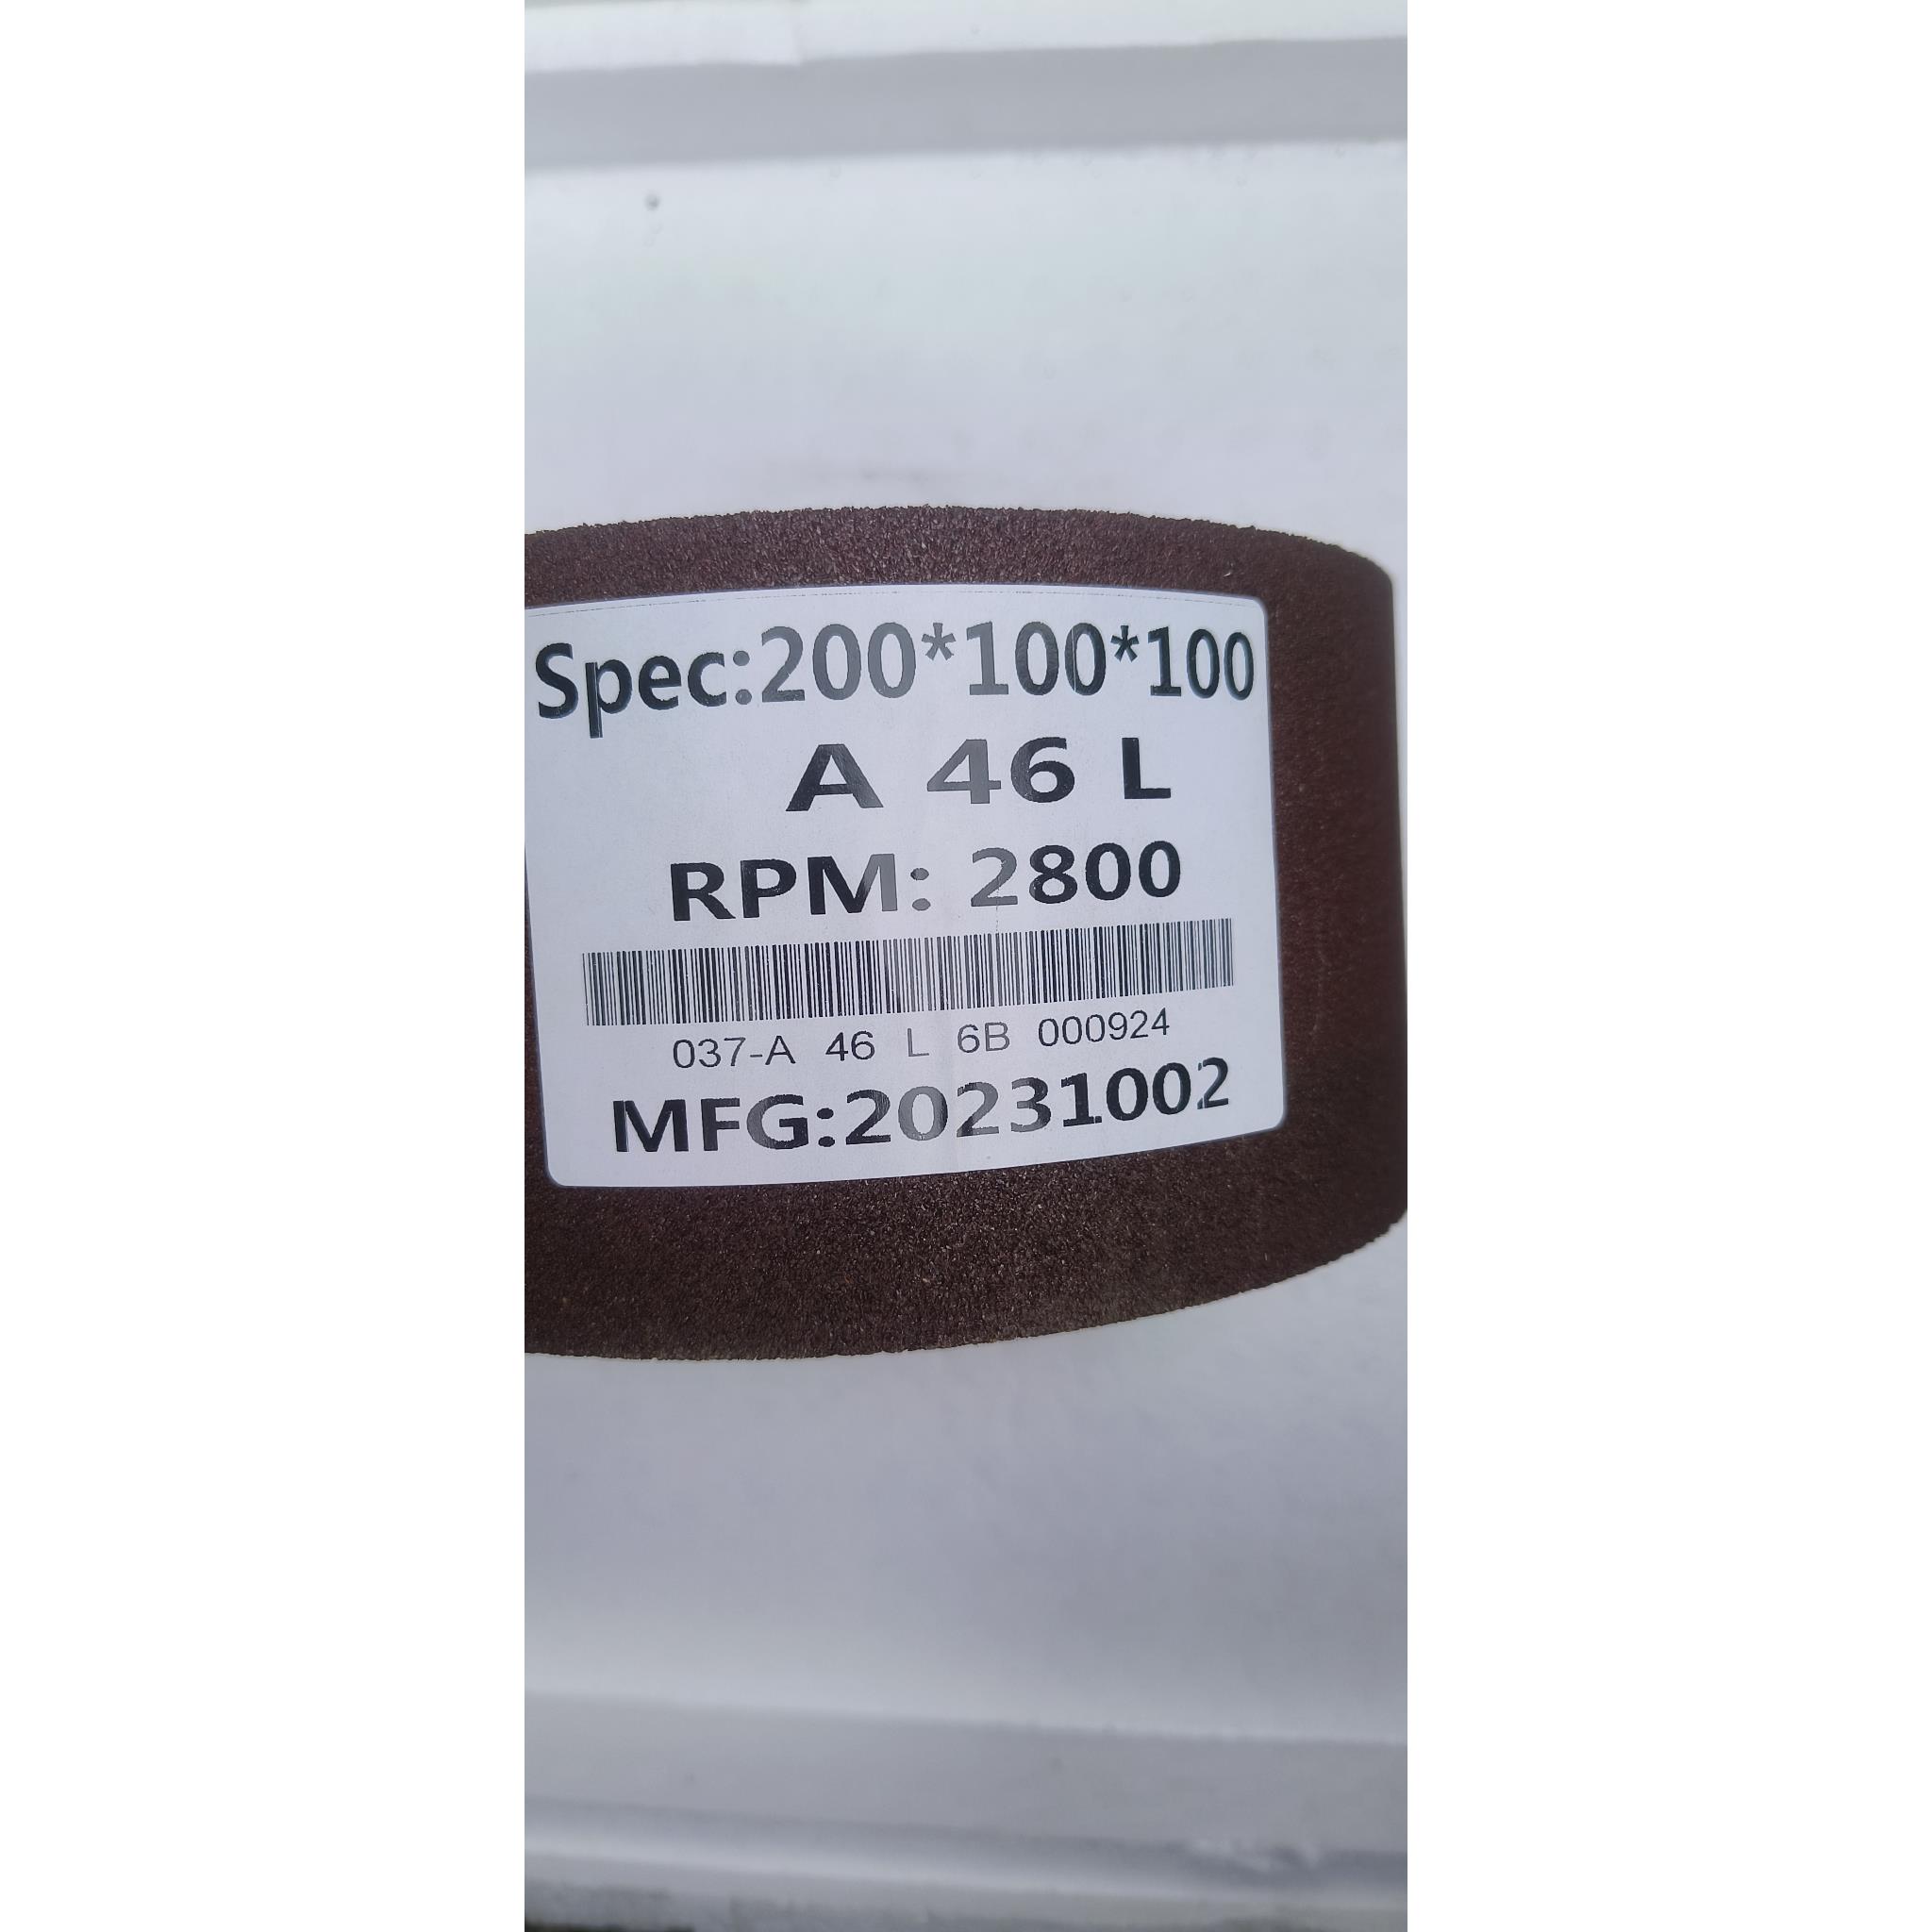 Spec:200*100*100
A 46 L
RPM: 2800
037-A 46 L 6B 000924
MFG:20231002